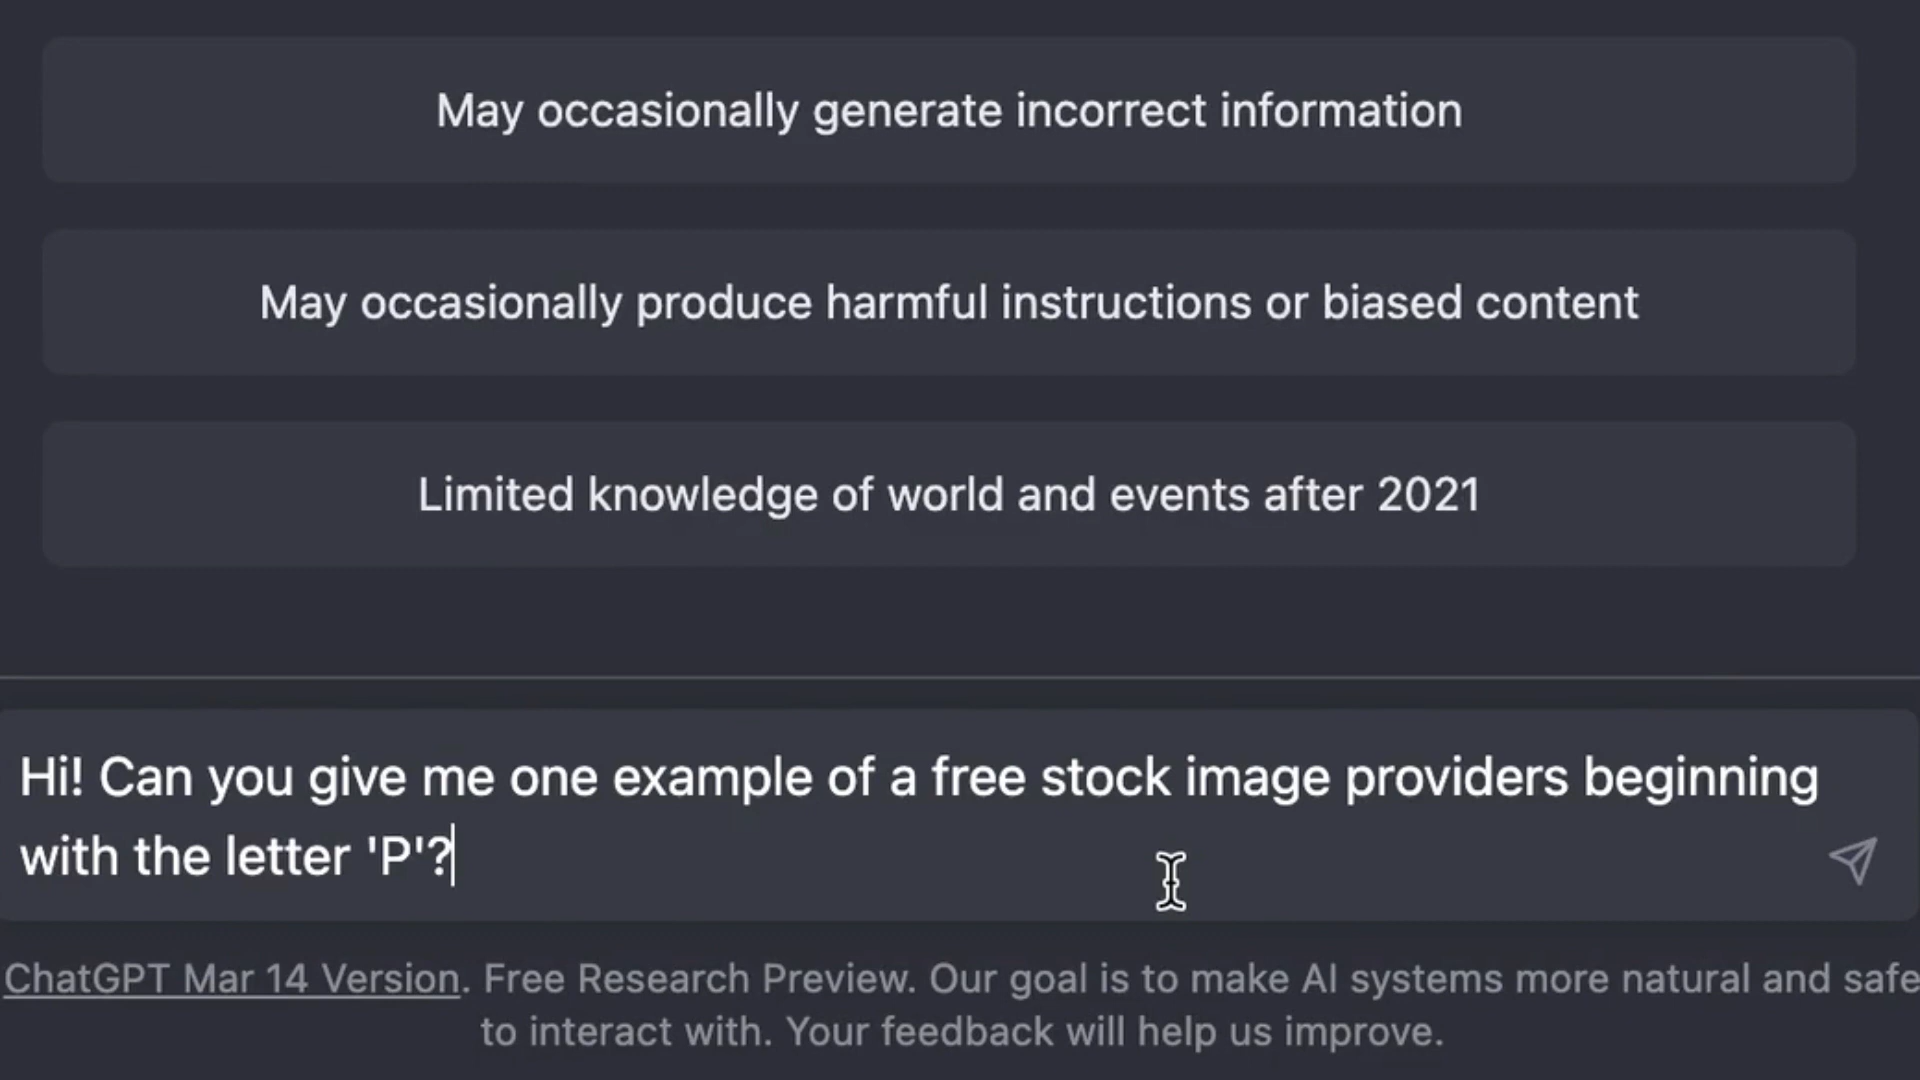 May occasionally generate incorrect information
May occasionally produce harmful instructions or biased content
Limited knowledge of world and events after 2021
Hi! Can you give me one example of a free stock image providers beginning
with the letter 'P'?
ChatGPT Mar 14 Version. Free Research Preview. Our goal is to make AI systems more natural and safe
to interact with. Your feedback will help us improve.